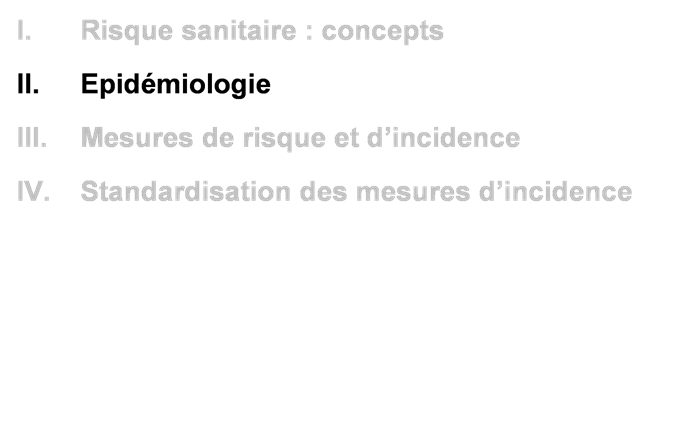 I. Risque sanitaire : concepts
II. Epidémiologie
III. Mesures de risque et d’incidence
IV. Standardisation des mesures d’incidence